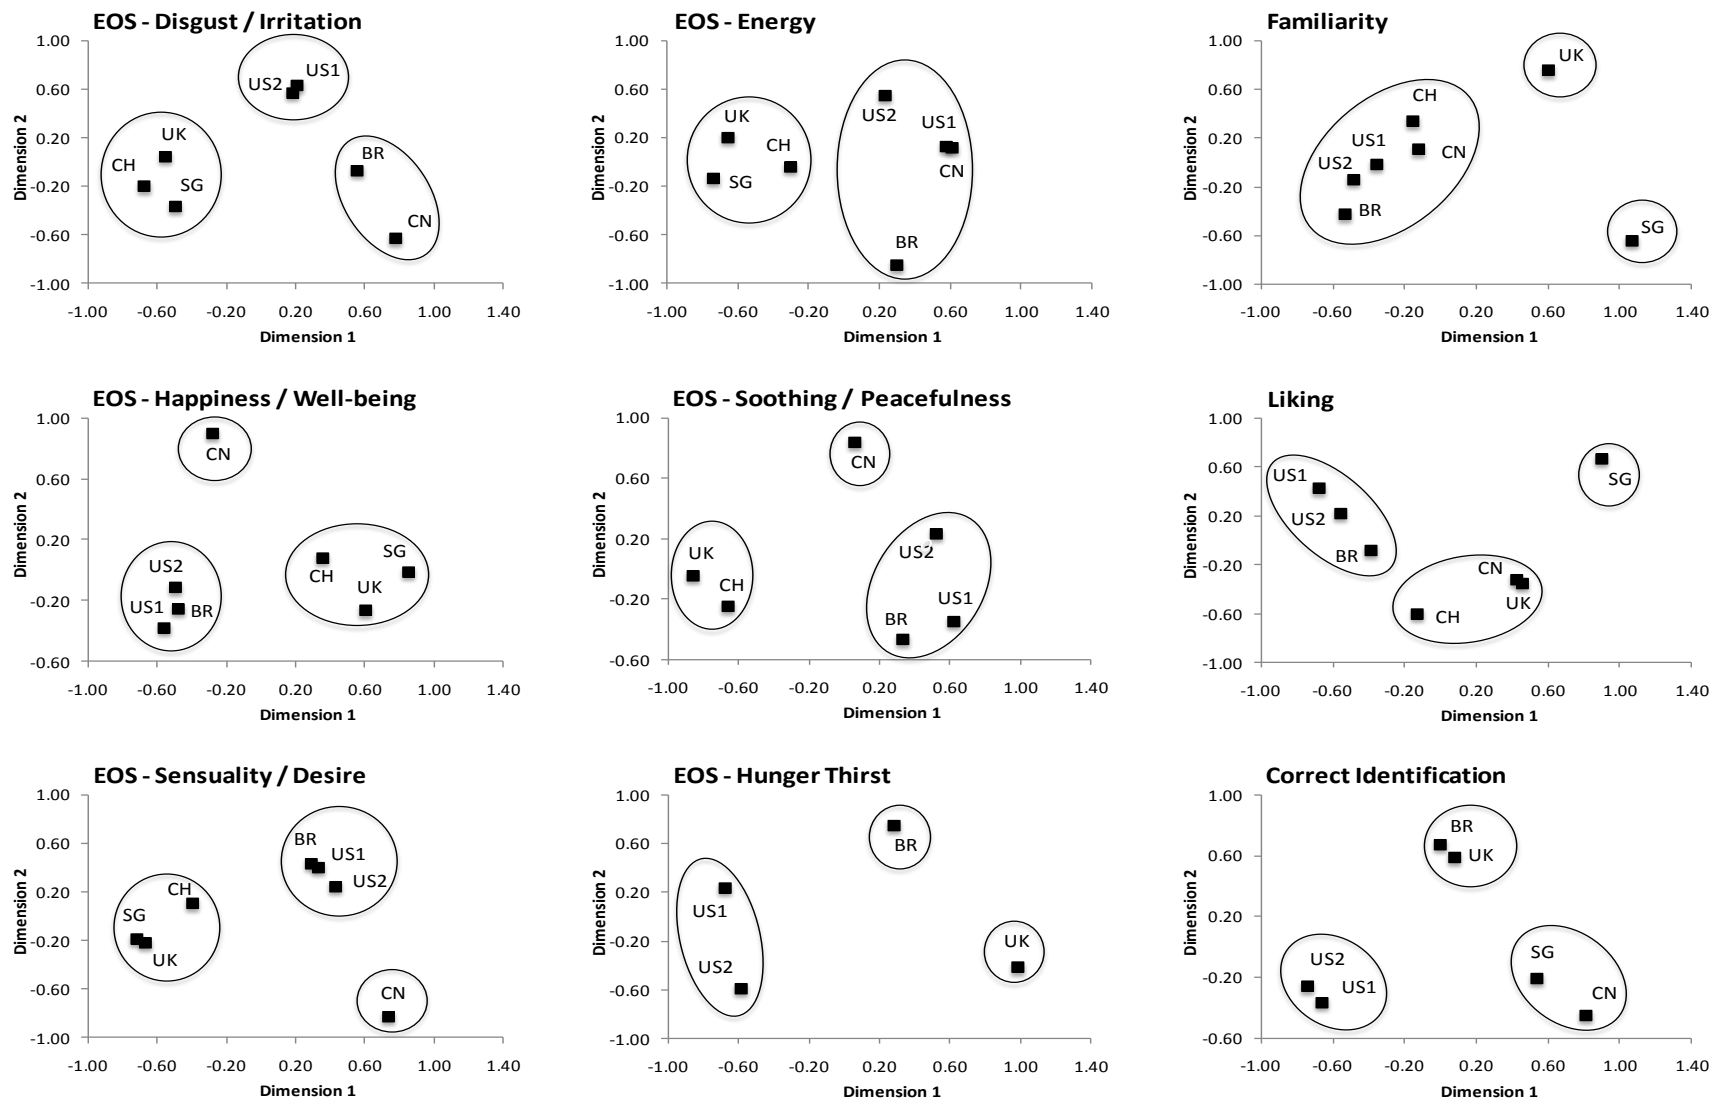 EOS - Disgust / Irritation
1.00
0.60
0.20
-0.20
-0.60
-1.00
Dimension 2
US1
US2
UK
CH
SG
BR
CN
-1.00 -0.60 -0.20 0.20 0.60 1.00 1.40
Dimension 1
EOS - Energy
1.00
0.60
0.20
-0.20
-0.60
-1.00
Dimension 2
US2
UK
US1
CH
CN
SG
BR
-1.00 -0.60 -0.20 0.20 0.60 1.00 1.40
Dimension 1
Familiarity
1.00
0.60
0.20
-0.20
-0.60
-1.00
Dimension 2
UK
CH
US1
CN
US2
BR
SG
-1.00 -0.60 -0.20 0.20 0.60 1.00 1.40
Dimension 1
EOS - Happiness / Well-being
1.00
0.60
0.20
-0.20
-0.60
Dimension 2
CN
SG
US2
CH
UK
US1
BR
-1.00 -0.60 -0.20 0.20 0.60 1.00 1.40
Dimension 1
EOS - Soothing / Peacefulness
1.00
0.60
0.20
-0.20
-0.60
Dimension 2
CN
UK
US2
CH
BR
US1
-1.00 -0.60 -0.20 0.20 0.60 1.00 1.40
Dimension 1
Liking
1.00
0.60
0.20
-0.20
-0.60
-1.00
Dimension 2
US1
SG
US2
BR
CN
UK
CH
-1.00 -0.60 -0.20 0.20 0.60 1.00 1.40
Dimension 1
EOS - Sensuality / Desire
1.00
0.60
0.20
-0.20
-0.60
-1.00
Dimension 2
BR
US1
US2
CH
SG
UK
CN
-1.00 -0.60 -0.20 0.20 0.60 1.00 1.40
Dimension 1
EOS - Hunger Thirst
1.00
0.60
0.20
-0.20
-0.60
-1.00
Dimension 2
BR
US1
UK
US2
-1.00 -0.60 -0.20 0.20 0.60 1.00 1.40
Dimension 1
Correct Identification
1.00
0.60
0.20
-0.20
-0.60
Dimension 2
BR
UK
SG
US2
US1
CN
-1.00 -0.60 -0.20 0.20 0.60 1.00 1.40
Dimension 1